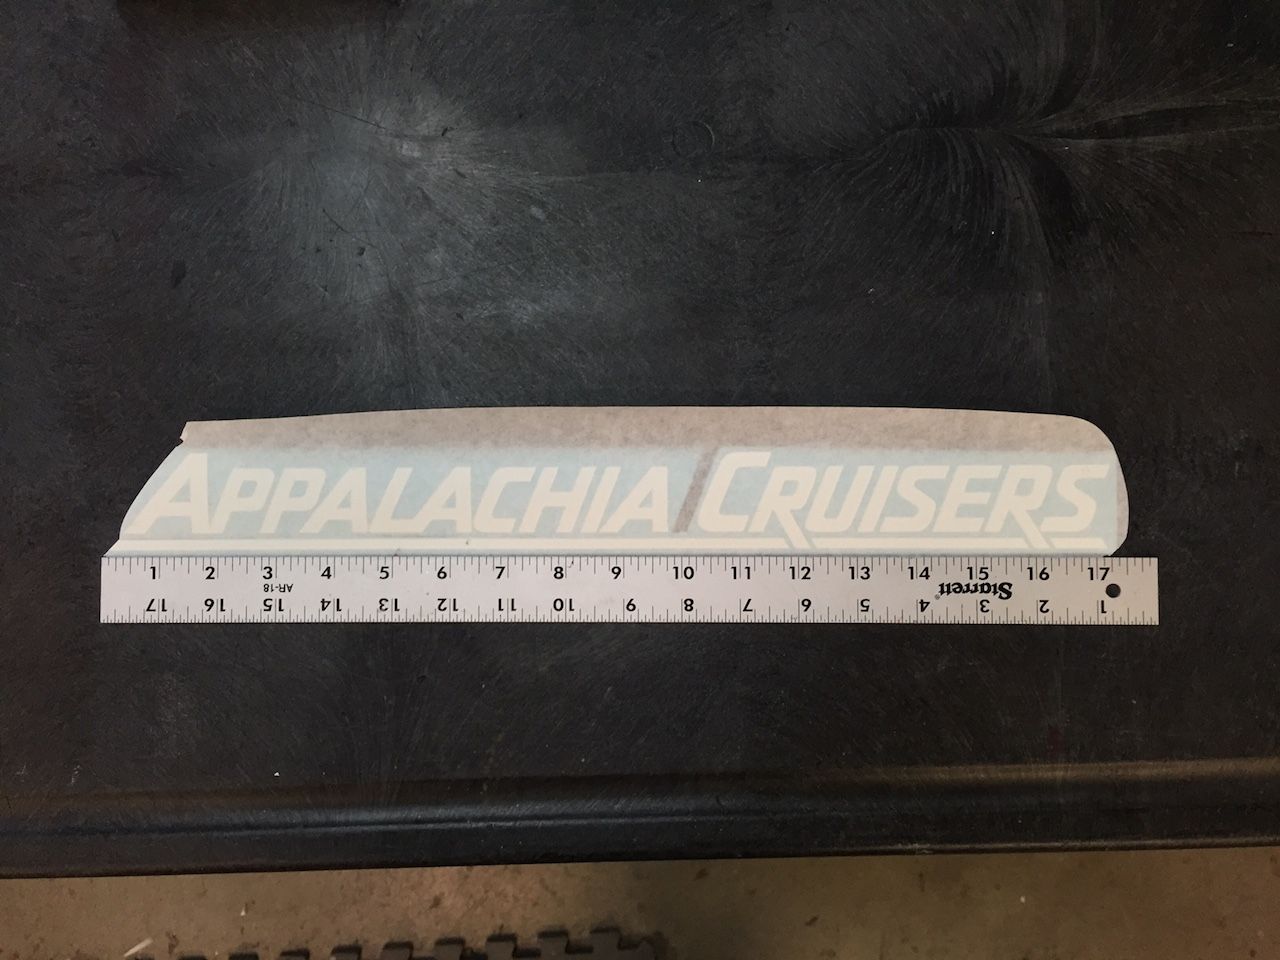 APPALACHIA/CRUISERS
1 2 3 4 5 6 7 8 9 10 11 12 13 14 15 16 17
AR-18
Starrett®
17 16 15 14 13 12 11 10 9 8 7 6 5 4 3 2 1